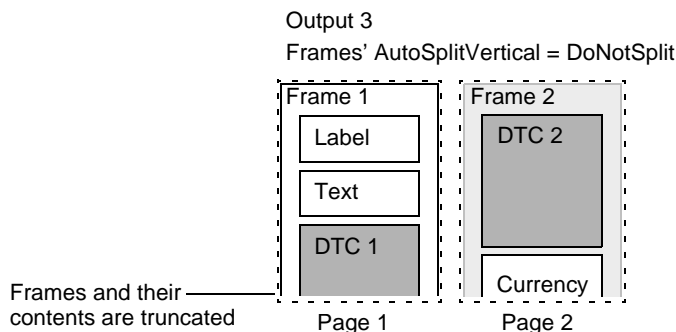 Output 3
Frames’ AutoSplitVertical = DoNotSplit
Frame 1
Label
Text
DTC 1
Frame 2
DTC 2
Currency
Frames and their
contents are truncated
Page 1
Page 2